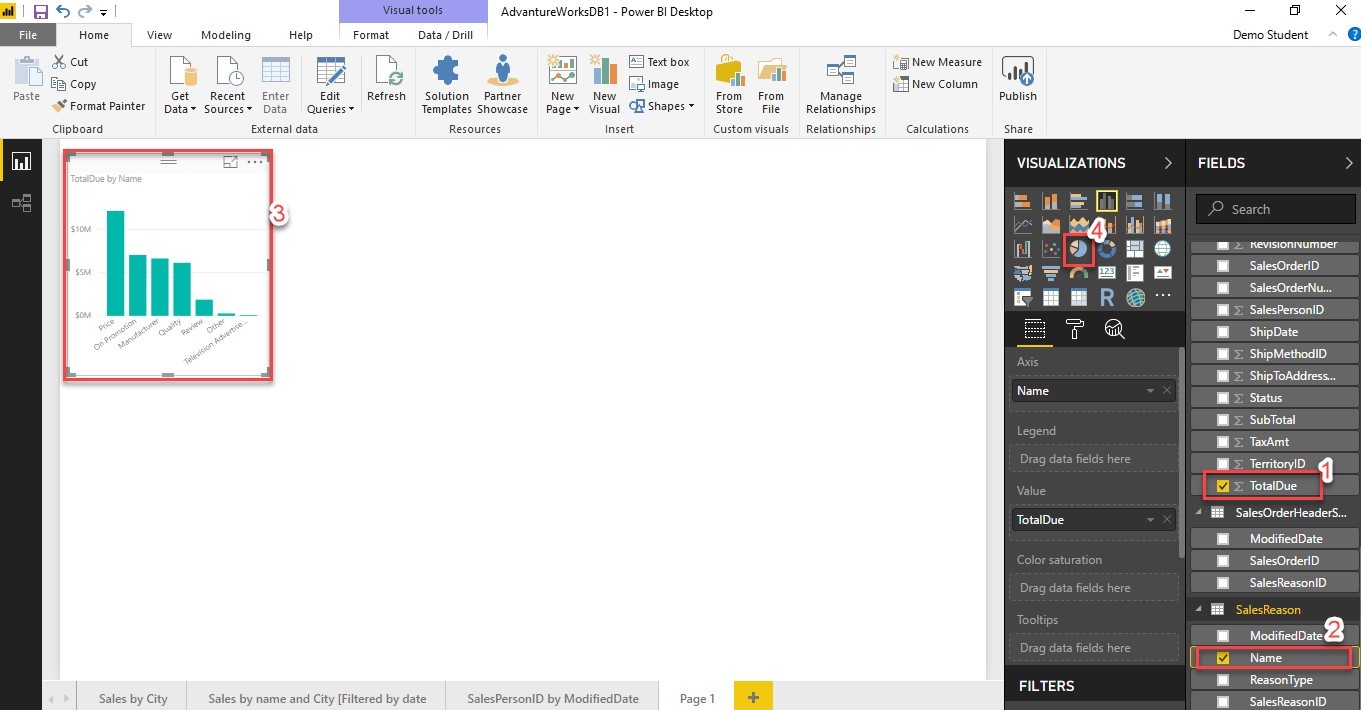 Visual tools
AdvantureWorksDB1 - Power BI Desktop
File Home View Modeling Help Format Data / Drill
Demo Student
?
Paste
Cut
Copy
Format Painter
Clipboard
Get Data
Recent Sources
Enter Data
Edit Queries
Refresh
External data
Solution Templates
Partner Showcase
Resources
New Page
New Visual
Text box
Image
Shapes
Insert
From Store
From File
Custom visuals
Manage Relationships
Relationships
New Measure
New Column
Calculations
Publish
Share
TotalDue by Name
$10M
$5M
$0M
Price
On Promotion
Manufacturer
Quality
Review
Other
Television Advertise...
3
VISUALIZATIONS
4
123
R
Axis
Name
Legend
Drag data fields here
Value
TotalDue
Color saturation
Drag data fields here
Tooltips
Drag data fields here
FILTERS
FIELDS
Search
RevisionNumber
SalesOrderID
SalesOrderNu...
Σ SalesPersonID
ShipDate
Σ ShipMethodID
Σ ShipToAddress...
Σ Status
Σ SubTotal
Σ TaxAmt
Σ TerritoryID
1
Σ TotalDue
SalesOrderHeaderS...
ModifiedDate
SalesOrderID
SalesReasonID
SalesReason
ModifiedDate
2
Name
ReasonType
SalesReasonID
Sales by City
Sales by name and City [Filtered by date
SalesPersonID by ModifiedDate
Page 1
+